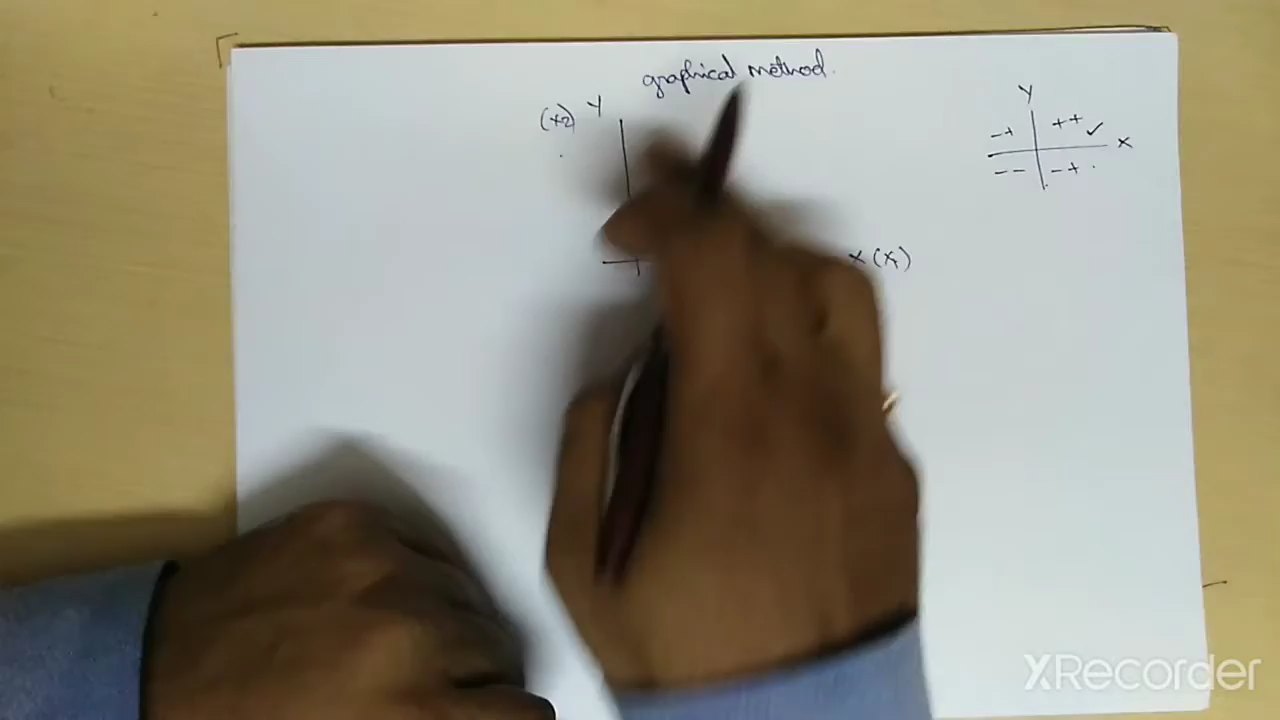 graphical method.
(x2) Y
Y
- + + + ✓
X
- - - +
X (x1)
XRecorder